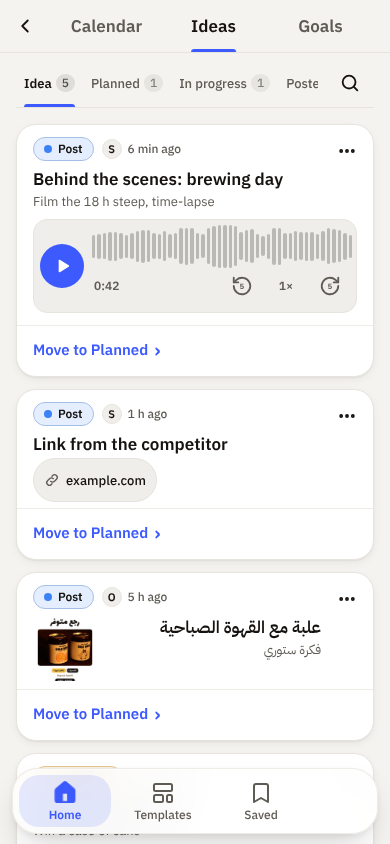 Calendar Ideas Goals
Idea 5 Planned 1 In progress 1 Poste
Post S 6 min ago
Behind the scenes: brewing day
Film the 18 h steep, time-lapse
0:42 5 1× 5
Move to Planned ›
Post S 1 h ago
Link from the competitor
example.com
Move to Planned ›
Post O 5 h ago
رجع متوفر
علبة مع القهوة الصباحية
فكرة ستوري
Move to Planned ›
Home Templates Saved